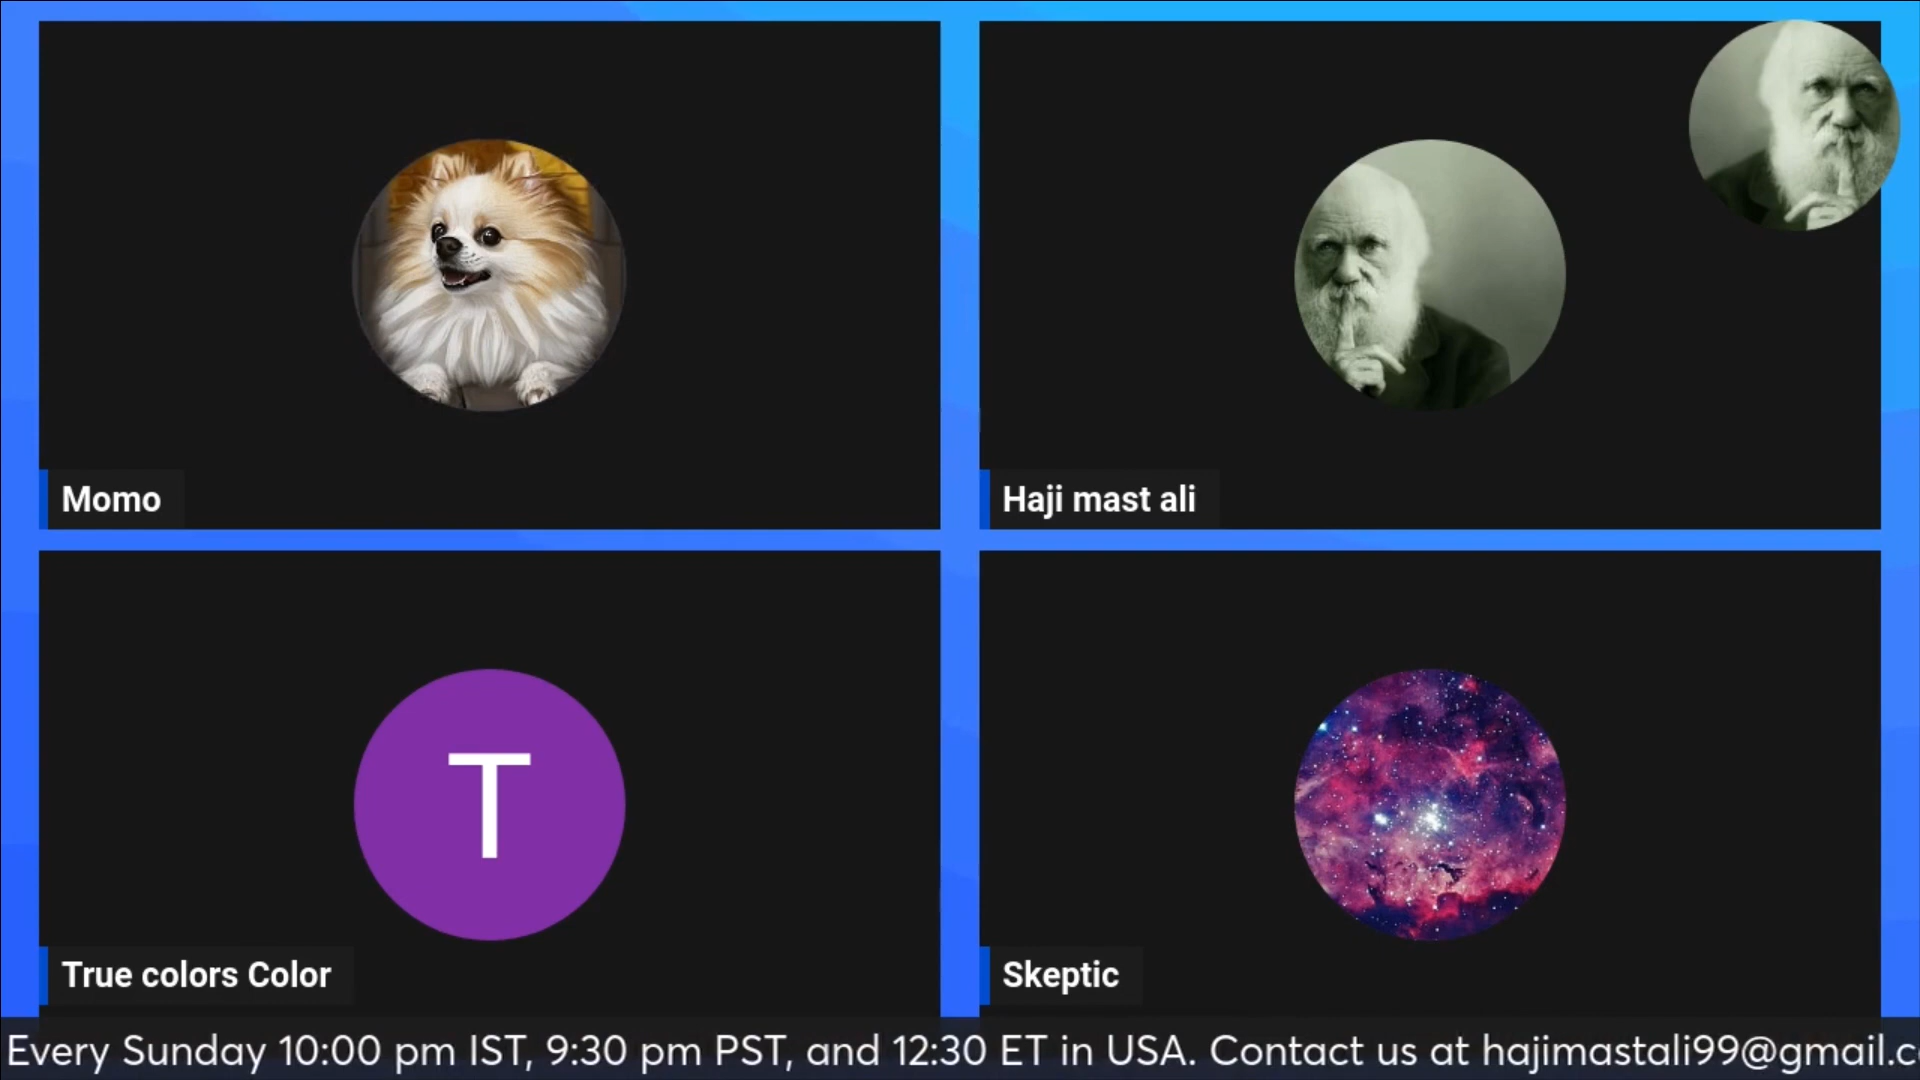 Momo
Haji mast ali
T
True colors Color
Skeptic
Every Sunday 10:00 pm IST, 9:30 pm PST, and 12:30 ET in USA. Contact us at hajimastali99@gmail.c